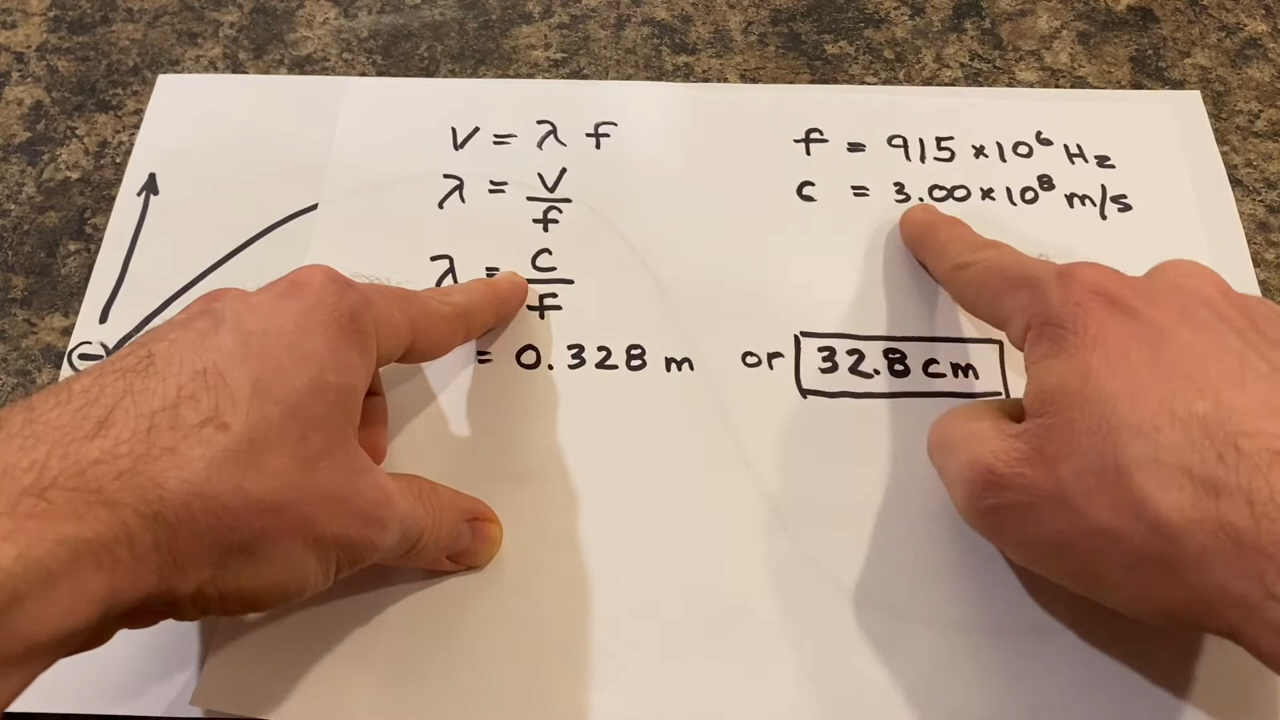 v = λ f
λ = v/f
λ = c/f
= 0.328 m or 32.8 cm
f = 915 × 10⁶ Hz
c = 3.00 × 10⁸ m/s
(−)